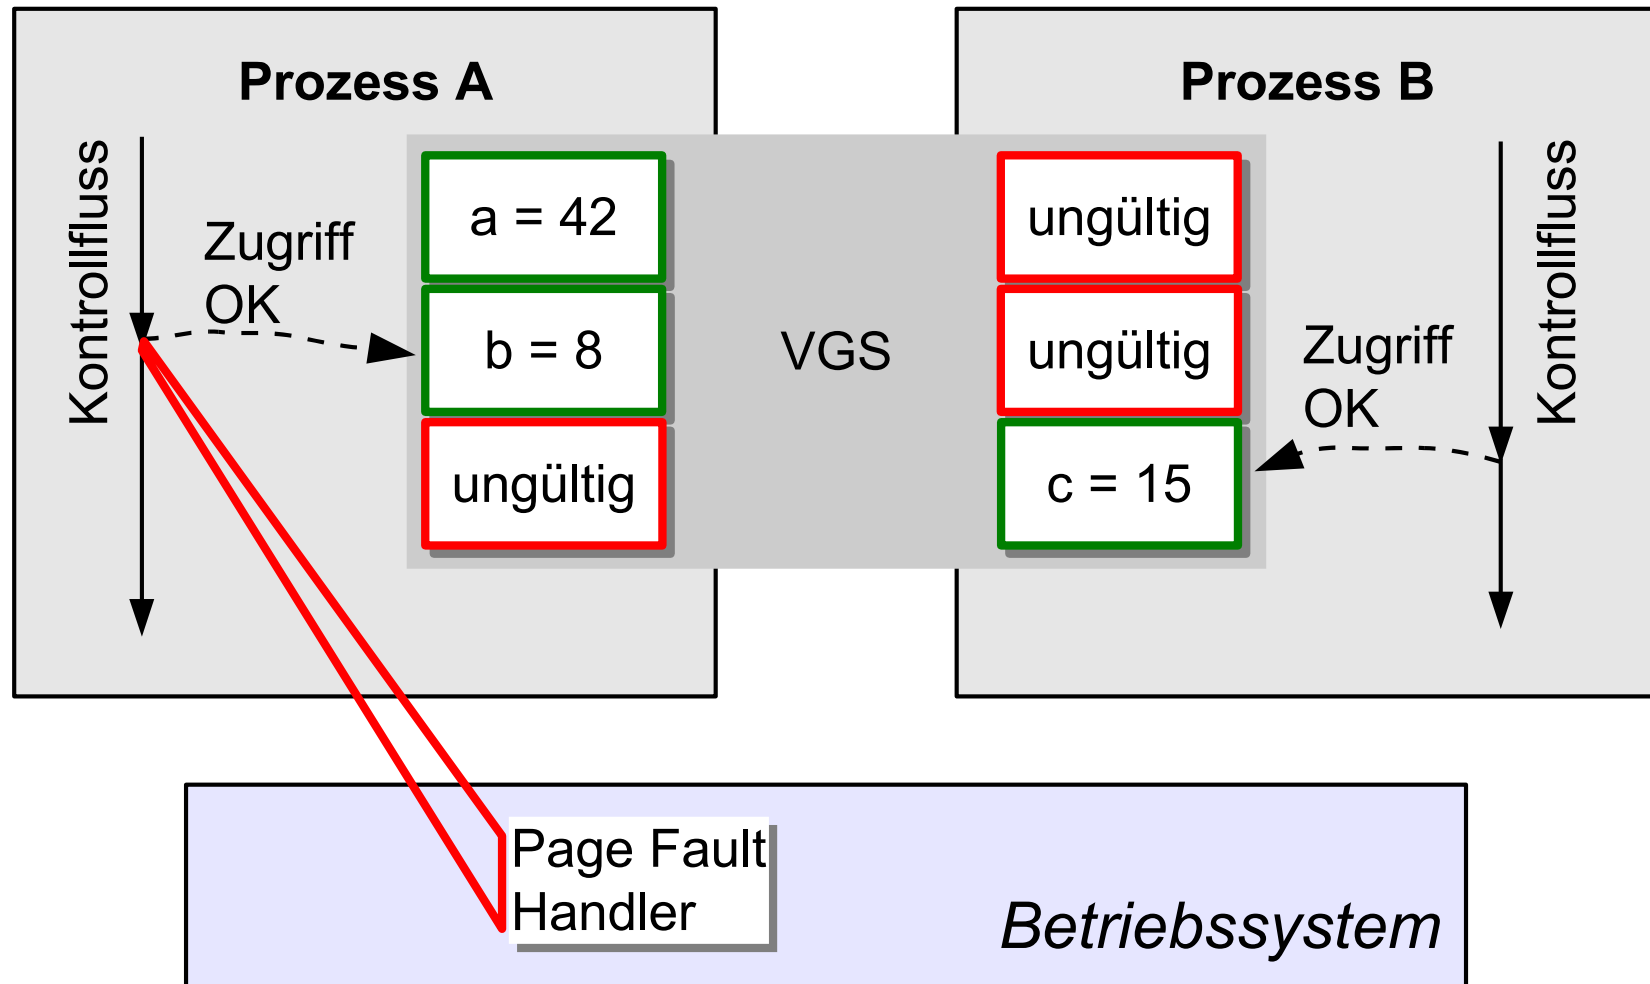 Prozess A
Kontrollfluss
Zugriff
OK
a = 42
b = 8
ungültig
VGS
Prozess B
ungültig
ungültig
c = 15
Zugriff
OK
Kontrollfluss
Page Fault
Handler
Betriebssystem